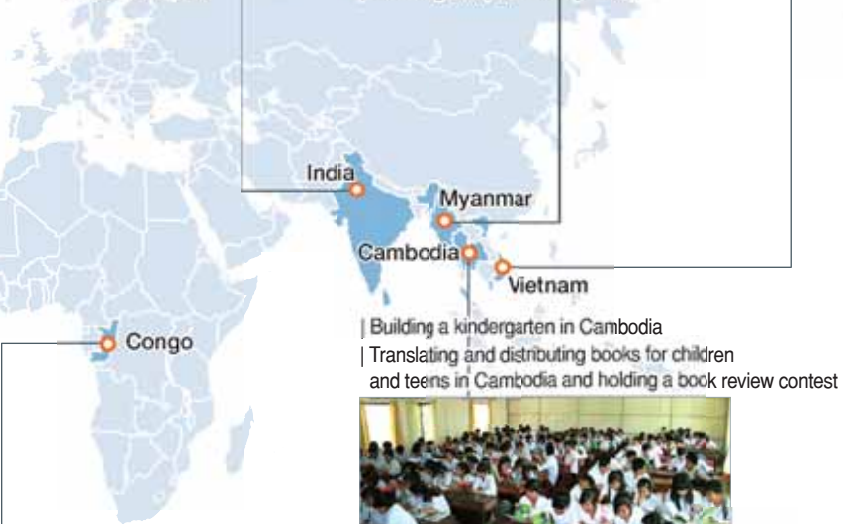 India
Myanmar
Cambodia
Vietnam
Congo
| Building a kindergarten in Cambodia
| Translating and distributing books for children
and teens in Cambodia and holding a book review contest